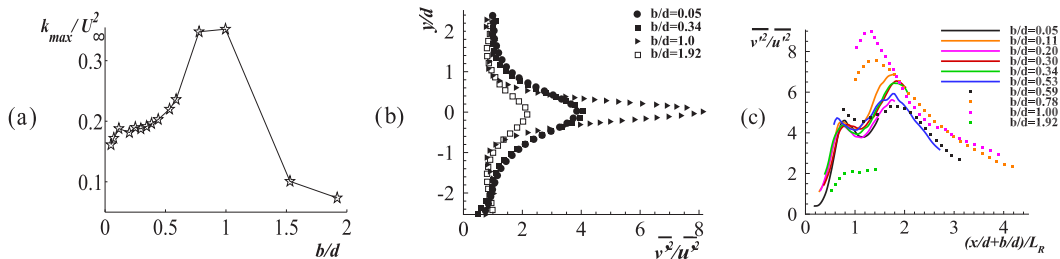 (a)
k_max/U²_∞
0.3
0.2
0.1
0 0.5 1 1.5 2
b/d
(b)
y/d
2
1
0
-1
-2
0 2 4 6 8
v'²/u'²
b/d=0.05
b/d=0.34
b/d=1.0
b/d=1.92
(c)
v'²/u'²
8
6
4
2
0
0 1 2 3 4
(x/d+b/d)/L_R
b/d=0.05
b/d=0.11
b/d=0.20
b/d=0.30
b/d=0.34
b/d=0.53
b/d=0.59
b/d=0.78
b/d=1.00
b/d=1.92